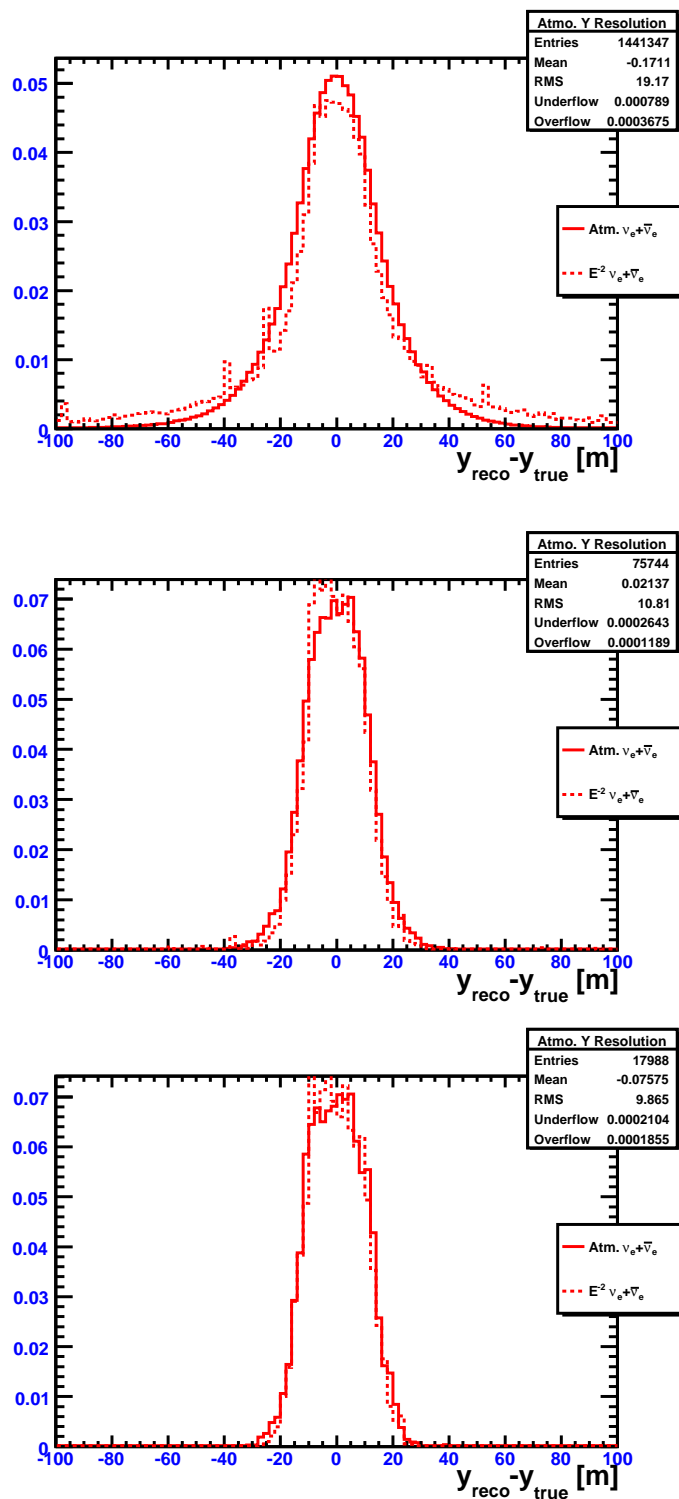 Atmo. Y Resolution
Entries 1441347
Mean -0.1711
RMS 19.17
Underflow 0.000789
Overflow 0.0003675
0.05
0.04
0.03
0.02
0.01
0
Atm. νe+ν̅e
E-2 νe+ν̅e
-100 -80 -60 -40 -20 0 20 40 60 80 100
yreco-ytrue [m]
Atmo. Y Resolution
Entries 75744
Mean 0.02137
RMS 10.81
Underflow 0.0002643
Overflow 0.0001189
0.07
0.06
0.05
0.04
0.03
0.02
0.01
0
Atm. νe+ν̅e
E-2 νe+ν̅e
-100 -80 -60 -40 -20 0 20 40 60 80 100
yreco-ytrue [m]
Atmo. Y Resolution
Entries 17988
Mean -0.07575
RMS 9.865
Underflow 0.0002104
Overflow 0.0001855
0.07
0.06
0.05
0.04
0.03
0.02
0.01
0
Atm. νe+ν̅e
E-2 νe+ν̅e
-100 -80 -60 -40 -20 0 20 40 60 80 100
yreco-ytrue [m]